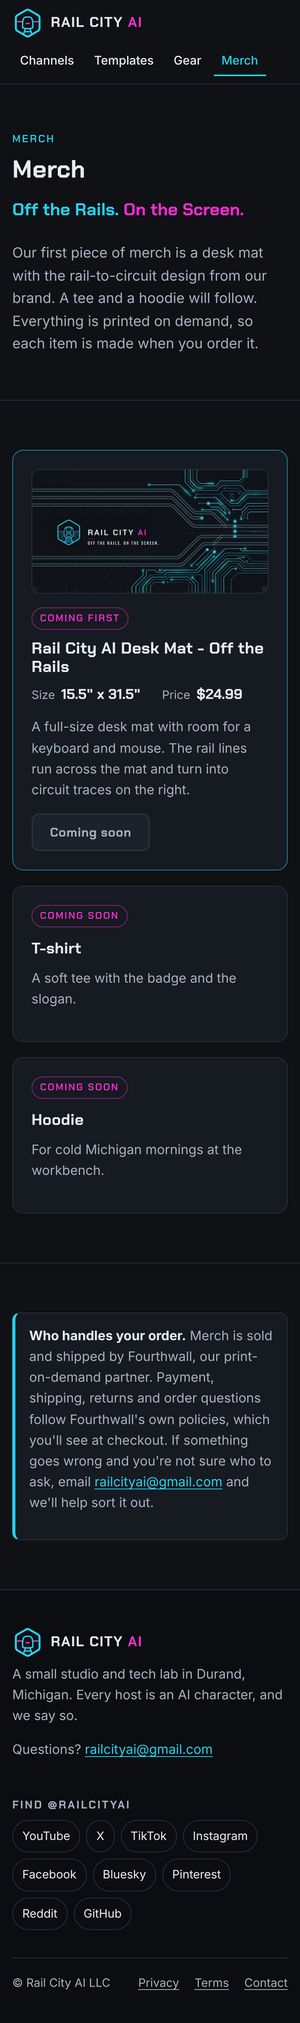 RAIL CITY AI
Channels Templates Gear Merch
MERCH
Merch
Off the Rails. On the Screen.
Our first piece of merch is a desk mat
with the rail-to-circuit design from our
brand. A tee and a hoodie will follow.
Everything is printed on demand, so
each item is made when you order it.
RAIL CITY AI
OFF THE RAILS. ON THE SCREEN.
COMING FIRST
Rail City AI Desk Mat - Off the
Rails
Size 15.5" x 31.5" Price $24.99
A full-size desk mat with room for a
keyboard and mouse. The rail lines
run across the mat and turn into
circuit traces on the right.
Coming soon
COMING SOON
T-shirt
A soft tee with the badge and the
slogan.
COMING SOON
Hoodie
For cold Michigan mornings at the
workbench.
Who handles your order. Merch is sold
and shipped by Fourthwall, our print-
on-demand partner. Payment,
shipping, returns and order questions
follow Fourthwall's own policies, which
you'll see at checkout. If something
goes wrong and you're not sure who to
ask, email railcityai@gmail.com and
we'll help sort it out.
RAIL CITY AI
A small studio and tech lab in Durand,
Michigan. Every host is an AI character, and
we say so.
Questions? railcityai@gmail.com
FIND @RAILCITYAI
YouTube X TikTok Instagram
Facebook Bluesky Pinterest
Reddit GitHub
© Rail City AI LLC Privacy Terms Contact